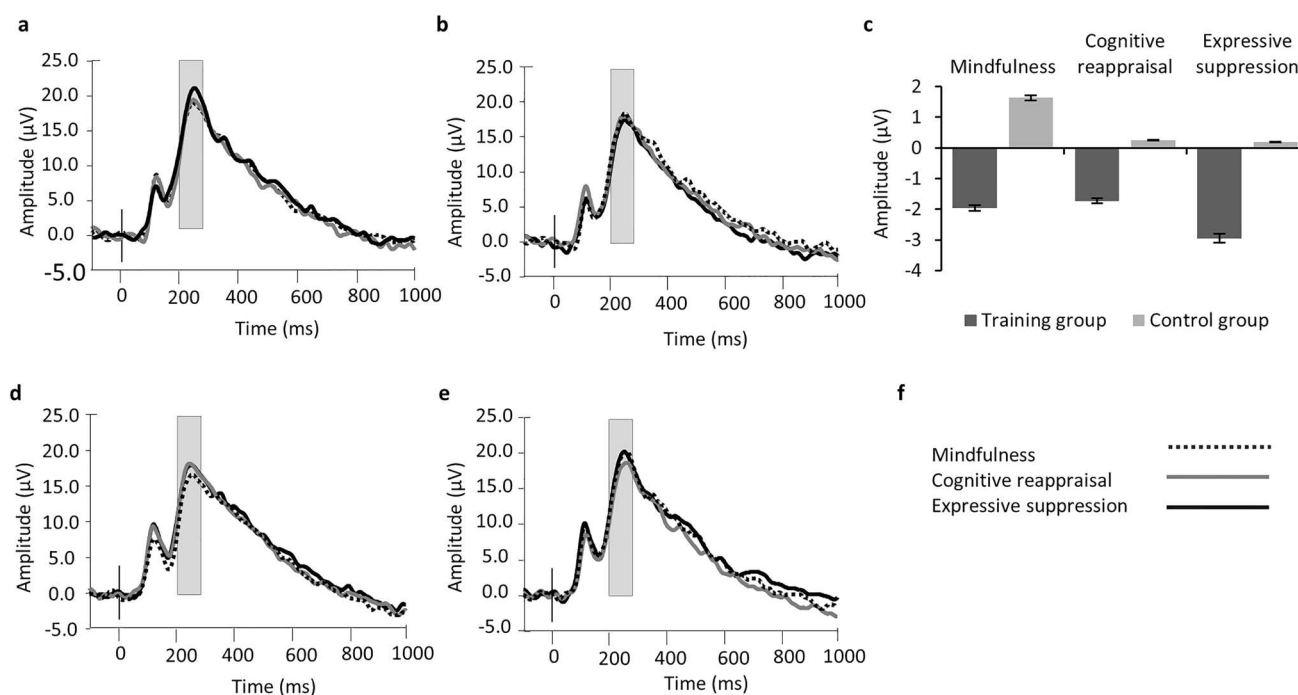 a
25.0
20.0
15.0
10.0
5.0
0.0
-5.0
Amplitude (µV)
0 200 400 600 800 1000
Time (ms)
b
25.0
20.0
15.0
10.0
5.0
0.0
-5.0
Amplitude (µV)
0 200 400 600 800 1000
Time (ms)
c
Mindfulness
Cognitive
reappraisal
Expressive
suppression
2
1
0
-1
-2
-3
-4
Amplitude (µV)
Training group Control group
d
25.0
20.0
15.0
10.0
5.0
0.0
-5.0
Amplitude (µV)
0 200 400 600 800 1000
Time (ms)
e
25.0
20.0
15.0
10.0
5.0
0.0
-5.0
Amplitude (µV)
0 200 400 600 800 1000
Time (ms)
f
Mindfulness
Cognitive reappraisal
Expressive suppression